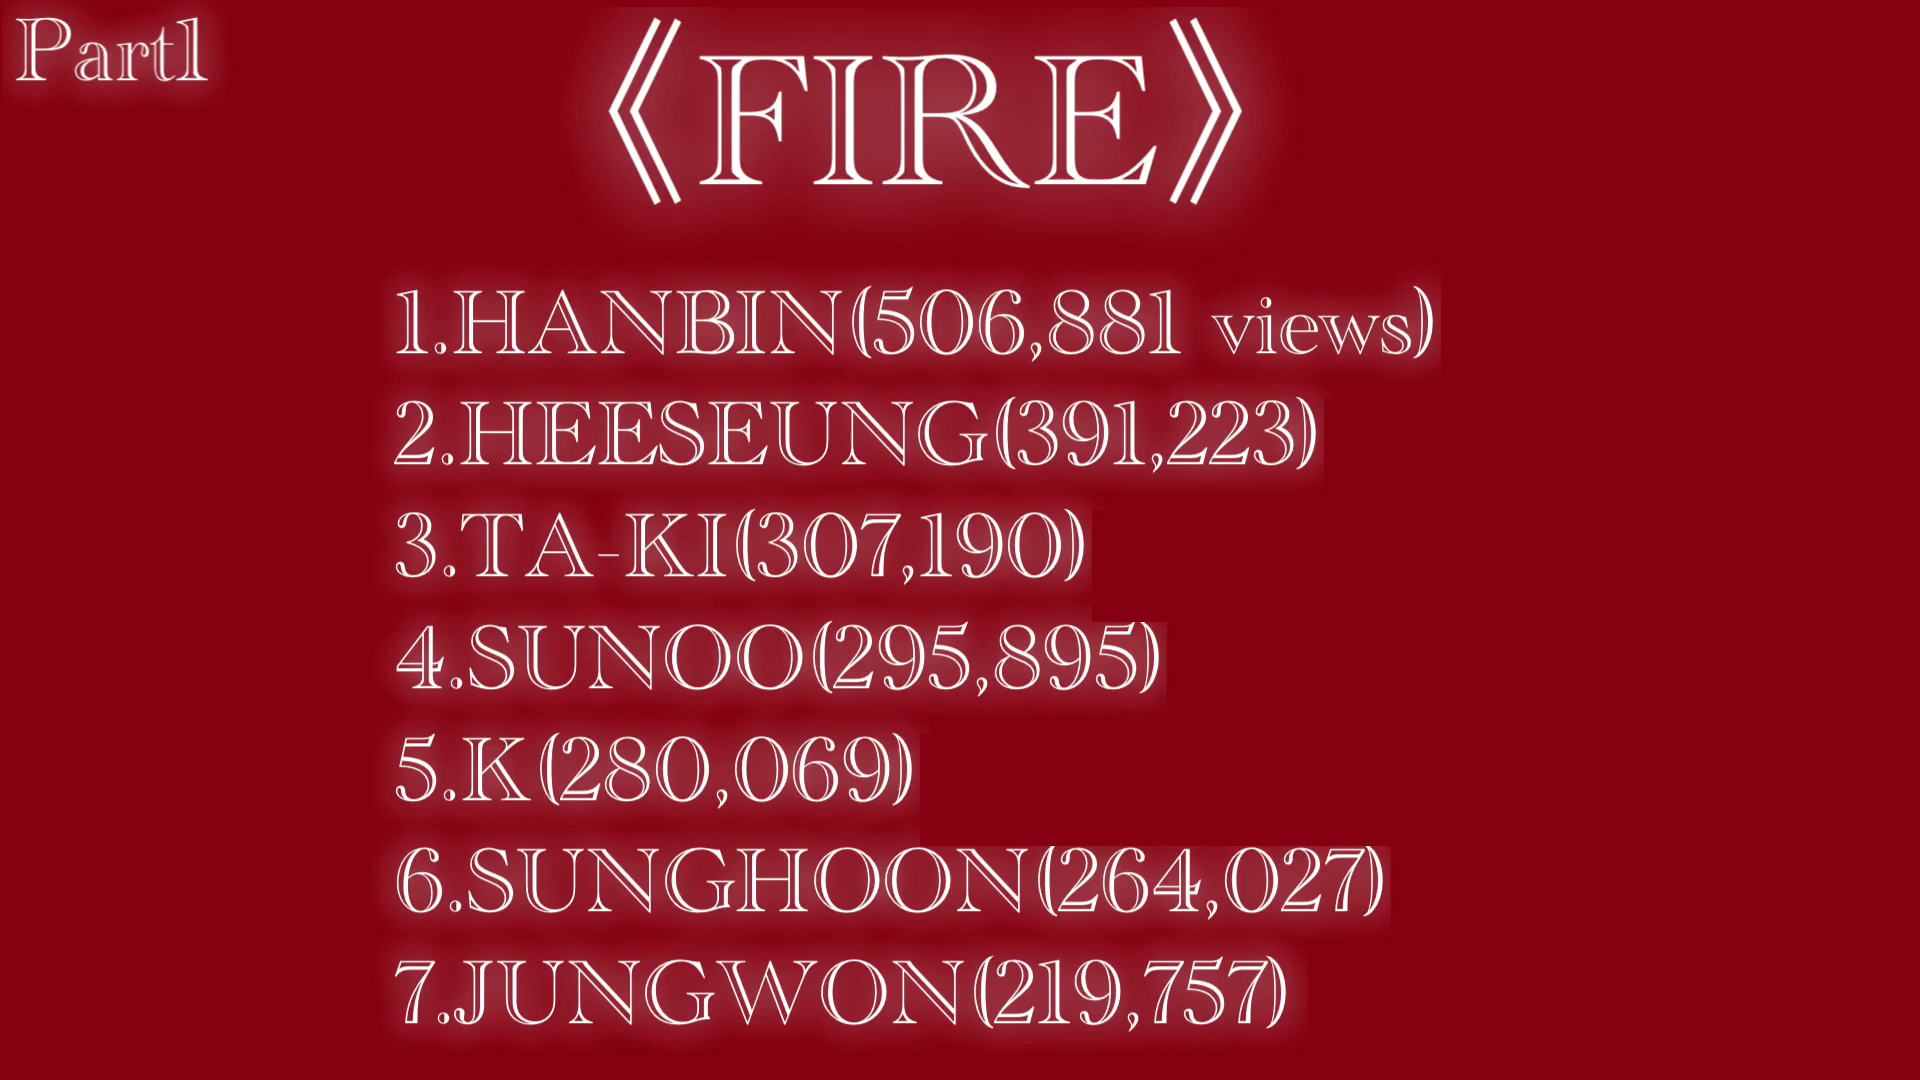 Part1
《FIRE》
1.HANBIN(506,881 views)
2.HEESEUNG(391,223)
3.TA-KI(307,190)
4.SUNOO(295,895)
5.K(280,069)
6.SUNGHOON(264,027)
7.JUNGWON(219,757)